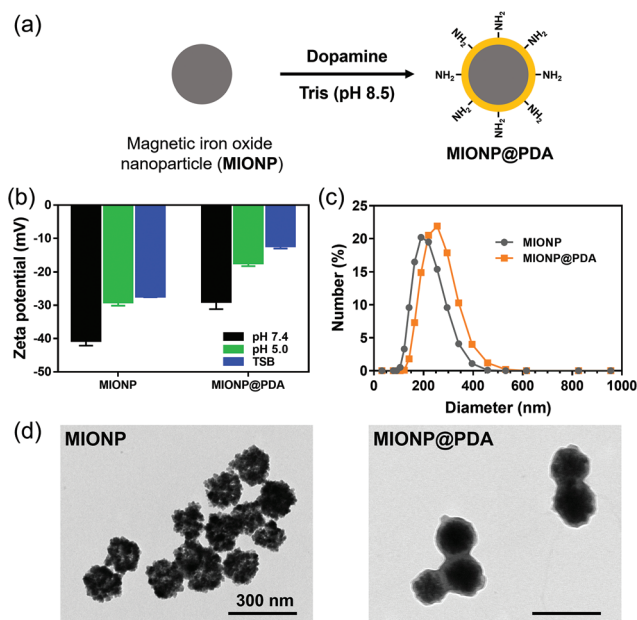 (a)
Dopamine
Tris (pH 8.5)
Magnetic iron oxide
nanoparticle (MIONP)
NH₂
NH₂
NH₂
NH₂
NH₂
NH₂
NH₂
NH₂
MIONP@PDA
(b)
Zeta potential (mV)
0
-10
-20
-30
-40
-50
pH 7.4
pH 5.0
TSB
MIONP
MIONP@PDA
(c)
Number (%)
25
20
15
10
5
0
MIONP
MIONP@PDA
0
200
400
600
800
1000
Diameter (nm)
(d)
MIONP
300 nm
MIONP@PDA